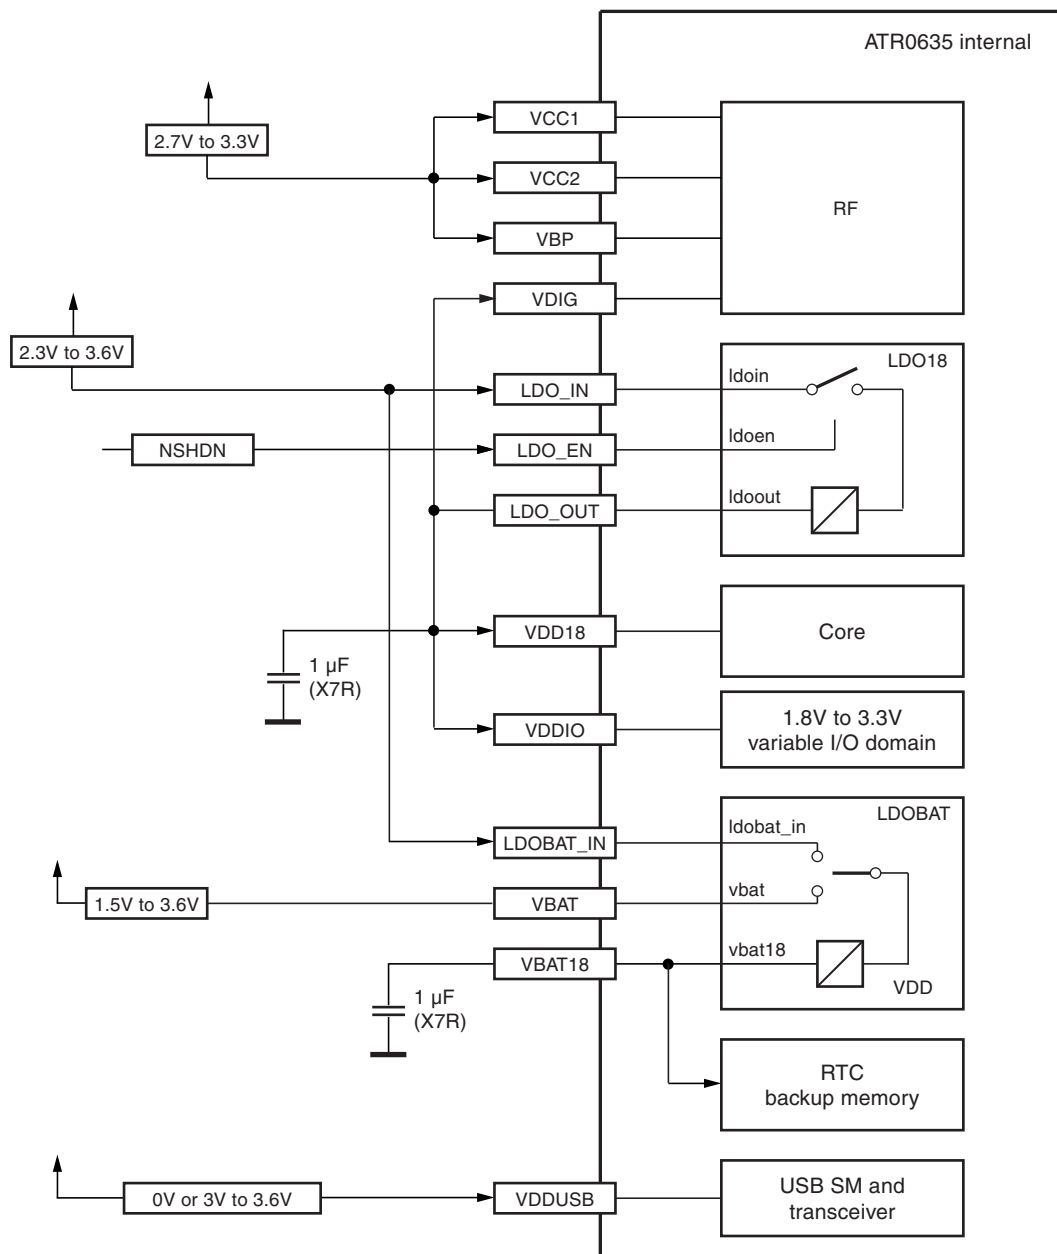 ATR0635 internal
2.7V to 3.3V
VCC1
VCC2
VBP
VDIG
RF
2.3V to 3.6V
LDO_IN
NSHDN
LDO_EN
LDO_OUT
LDO18
ldoin
ldoen
ldoout
VDD18
Core
1 µF
(X7R)
VDDIO
1.8V to 3.3V
variable I/O domain
LDOBAT_IN
ldobat_in
LDOBAT
1.5V to 3.6V
VBAT
vbat
VBAT18
vbat18
VDD
1 µF
(X7R)
RTC
backup memory
0V or 3V to 3.6V
VDDUSB
USB SM and
transceiver